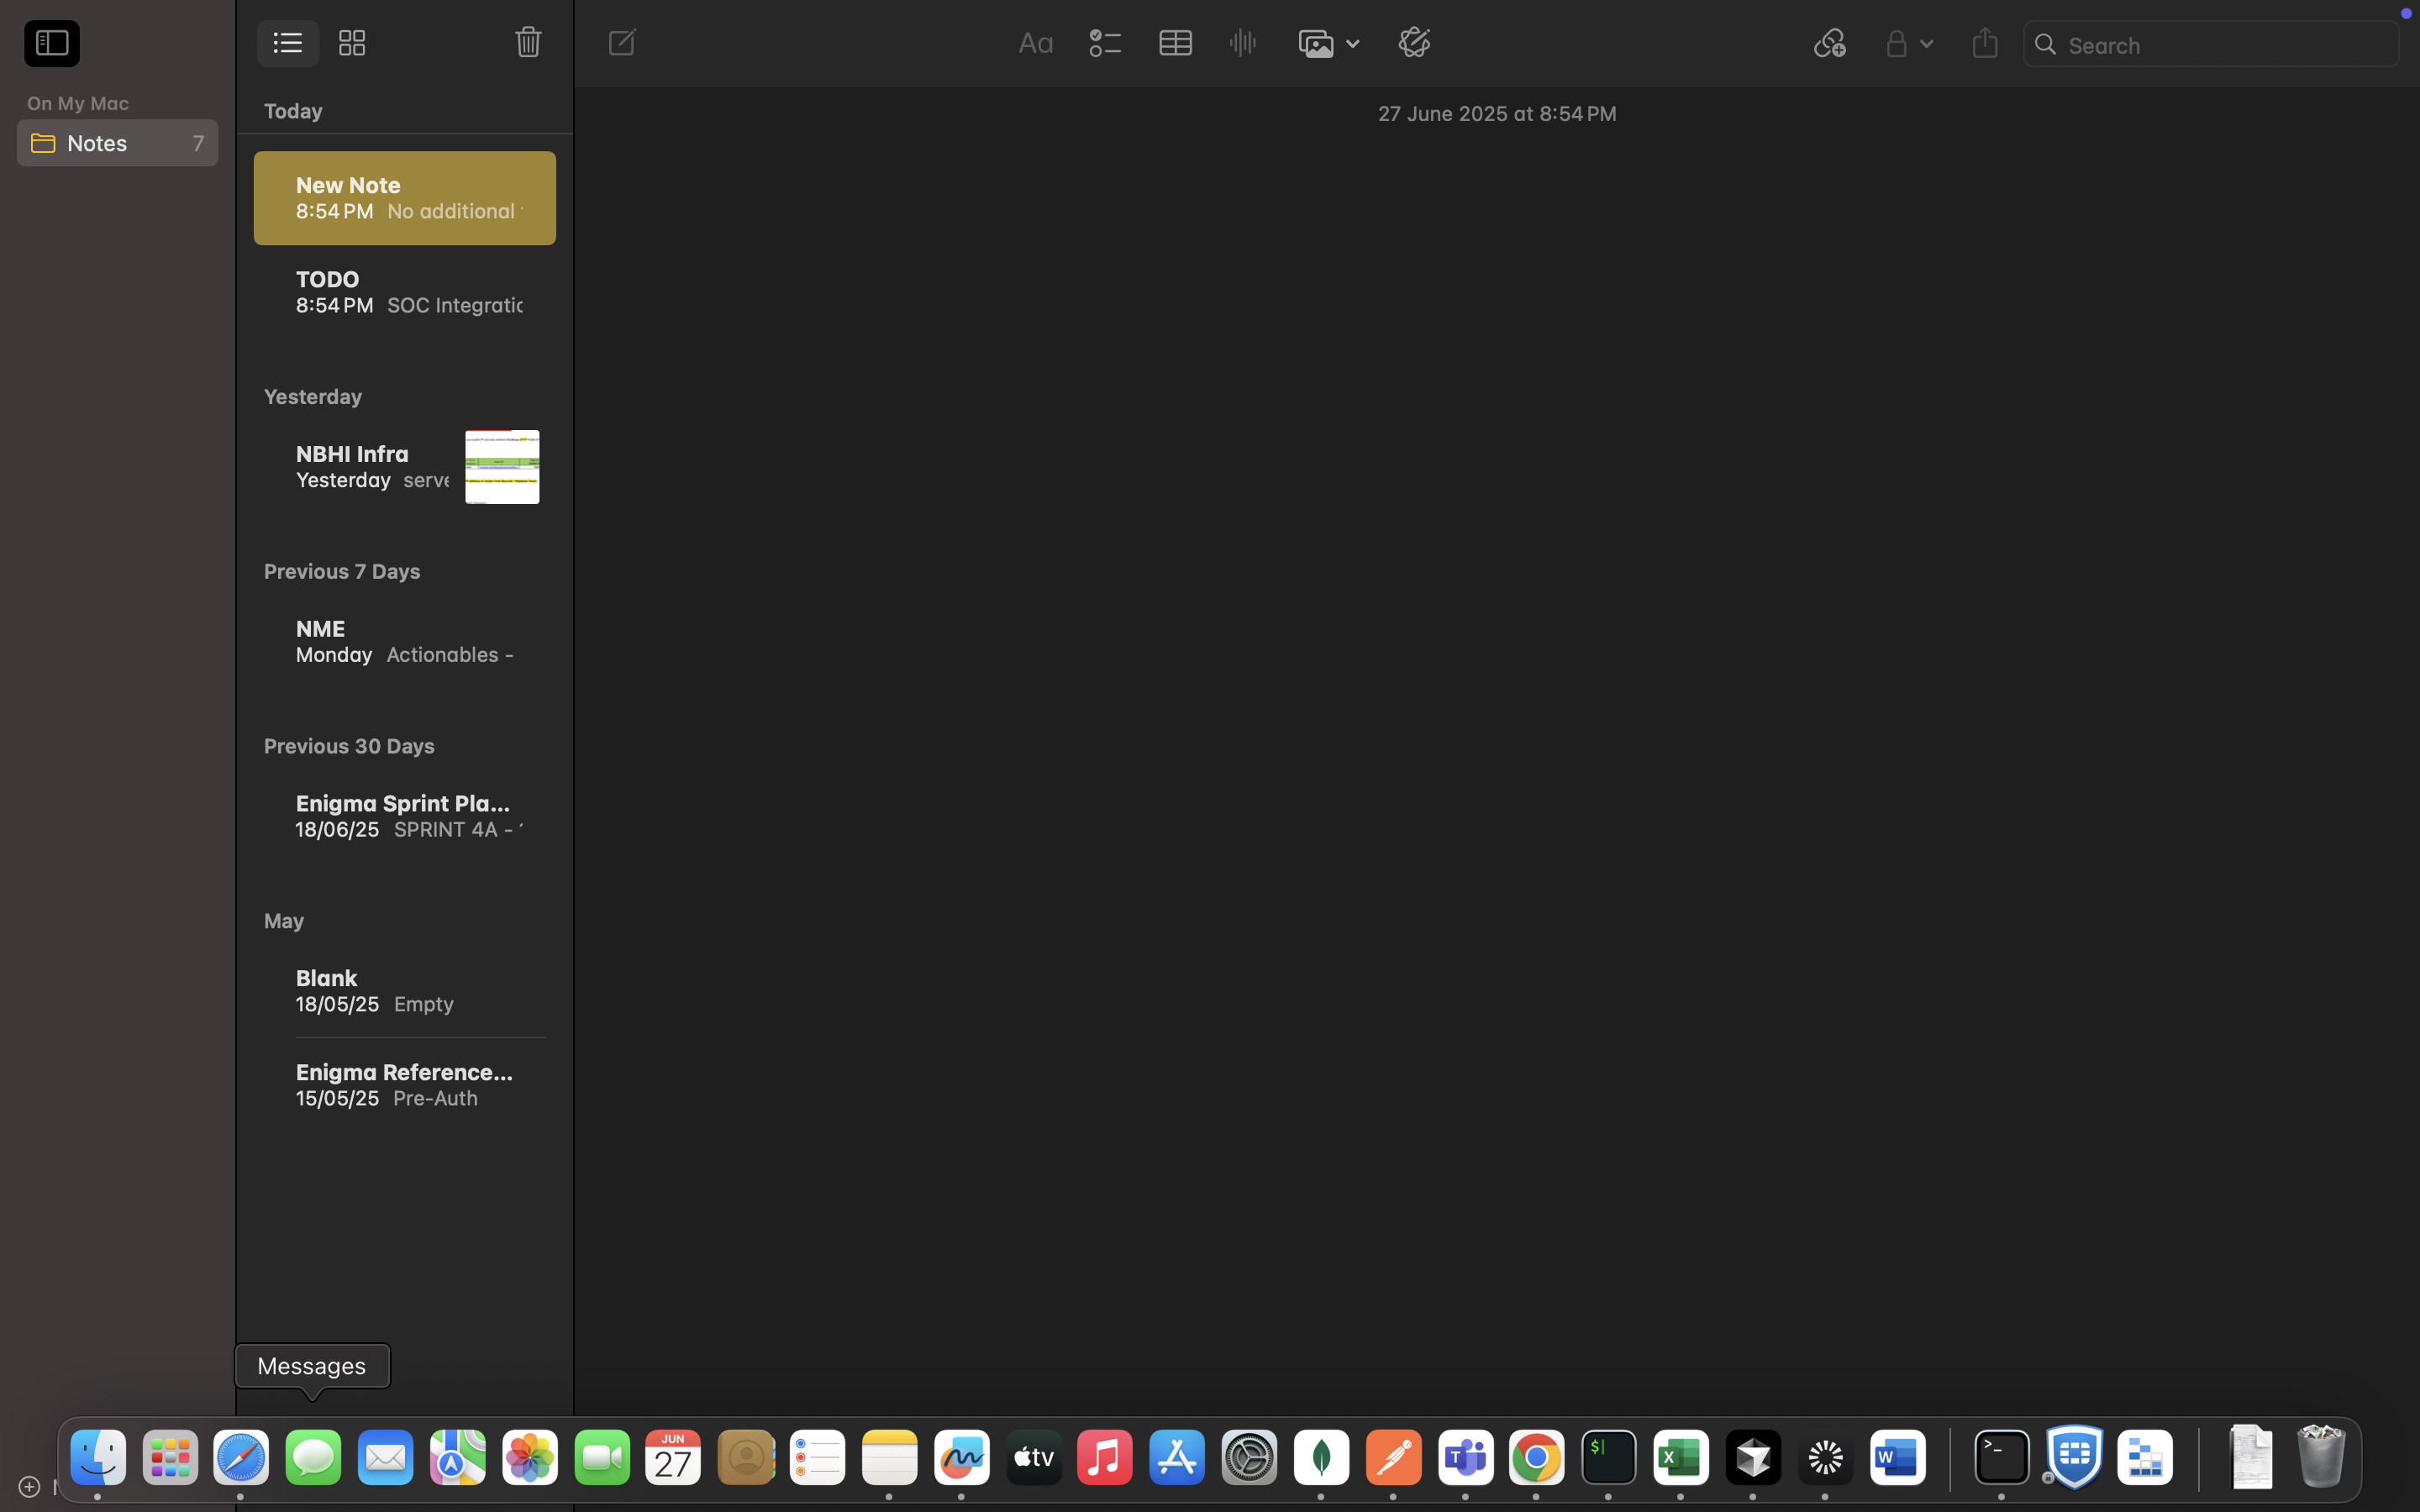 On My Mac
Notes 7
Today
New Note
8:54 PM No additional
TODO
8:54 PM SOC Integratic
Yesterday
NBHI Infra
Yesterday serve
Previous 7 Days
NME
Monday Actionables -
Previous 30 Days
Enigma Sprint Pla...
18/06/25 SPRINT 4A -
May
Blank
18/05/25 Empty
Enigma Reference...
15/05/25 Pre-Auth
Aa
Search
27 June 2025 at 8:54 PM
Messages
JUN
27
tv
T
$
X
W
>_